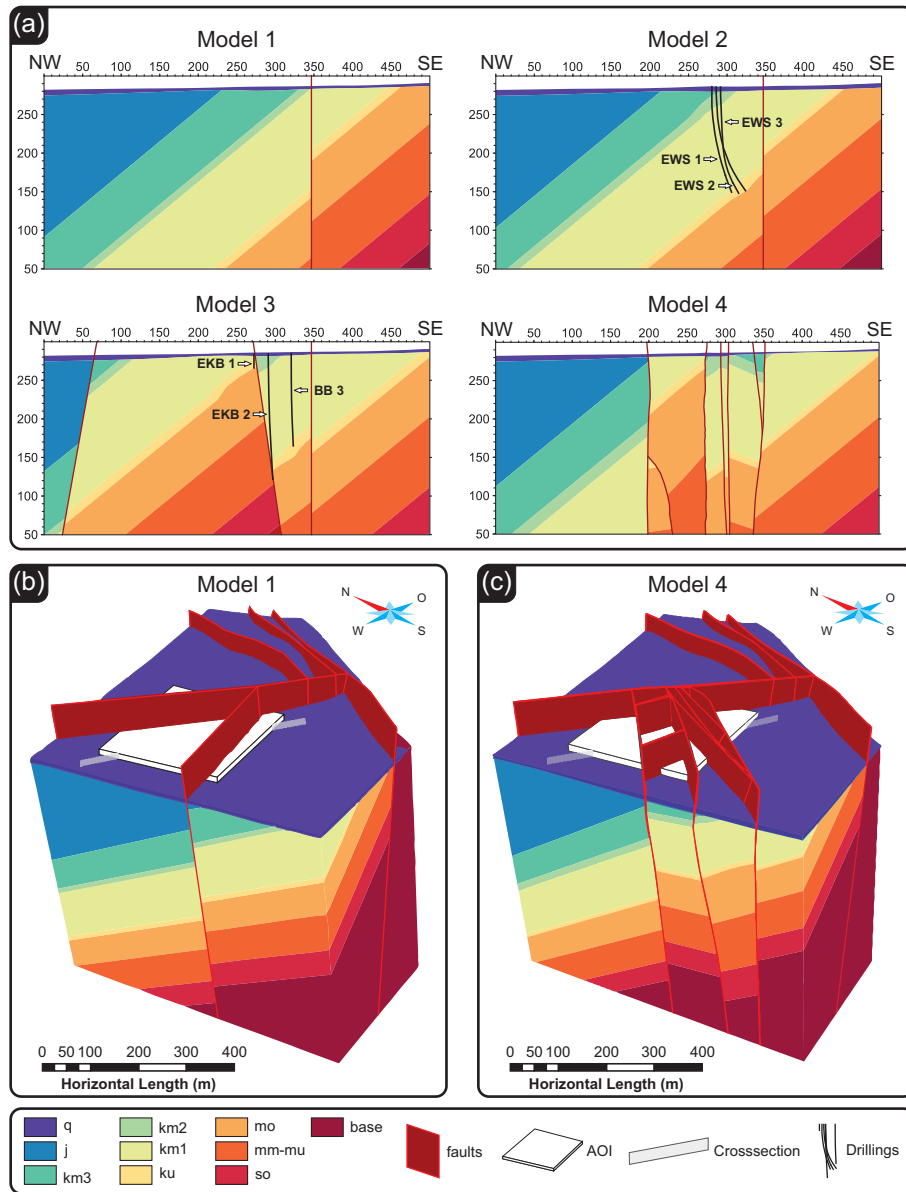 (a)
Model 1
NW 50 100 150 200 250 300 350 400 450 SE
250
200
150
100
50
Model 2
NW 50 100 150 200 250 300 350 400 450 SE
250
200
150
100
50
EWS 3
EWS 1
EWS 2
Model 3
NW 50 100 150 200 250 300 350 400 450 SE
250
200
150
100
50
EKB 1
BB 3
EKB 2
Model 4
NW 50 100 150 200 250 300 350 400 450 SE
250
200
150
100
50
(b)
Model 1
N O
W S
0 50 100 200 300 400
Horizontal Length (m)
(c)
Model 4
N O
W S
0 50 100 200 300 400
Horizontal Length (m)
q km2 mo base
j km1 mm-mu
km3 ku so
faults AOI Crosssection Drillings